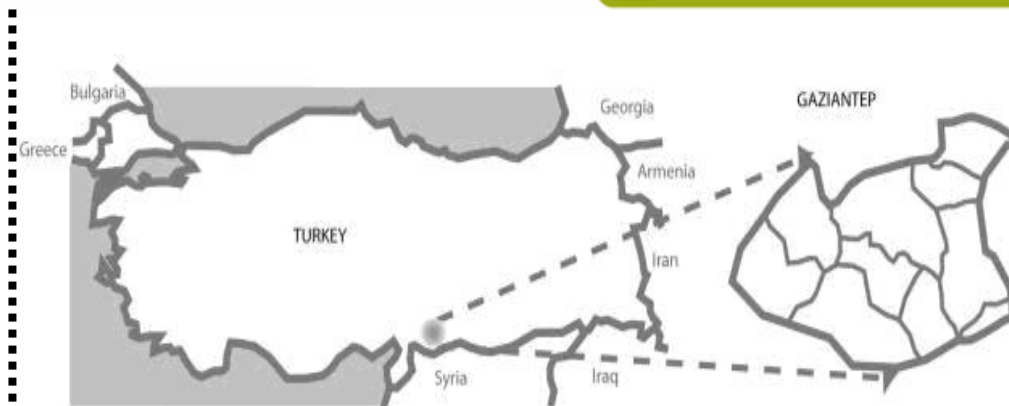 Bulgaria
Georgia
GAZIANTEP
Greece
Armenia
TURKEY
Iran
Syria
Iraq